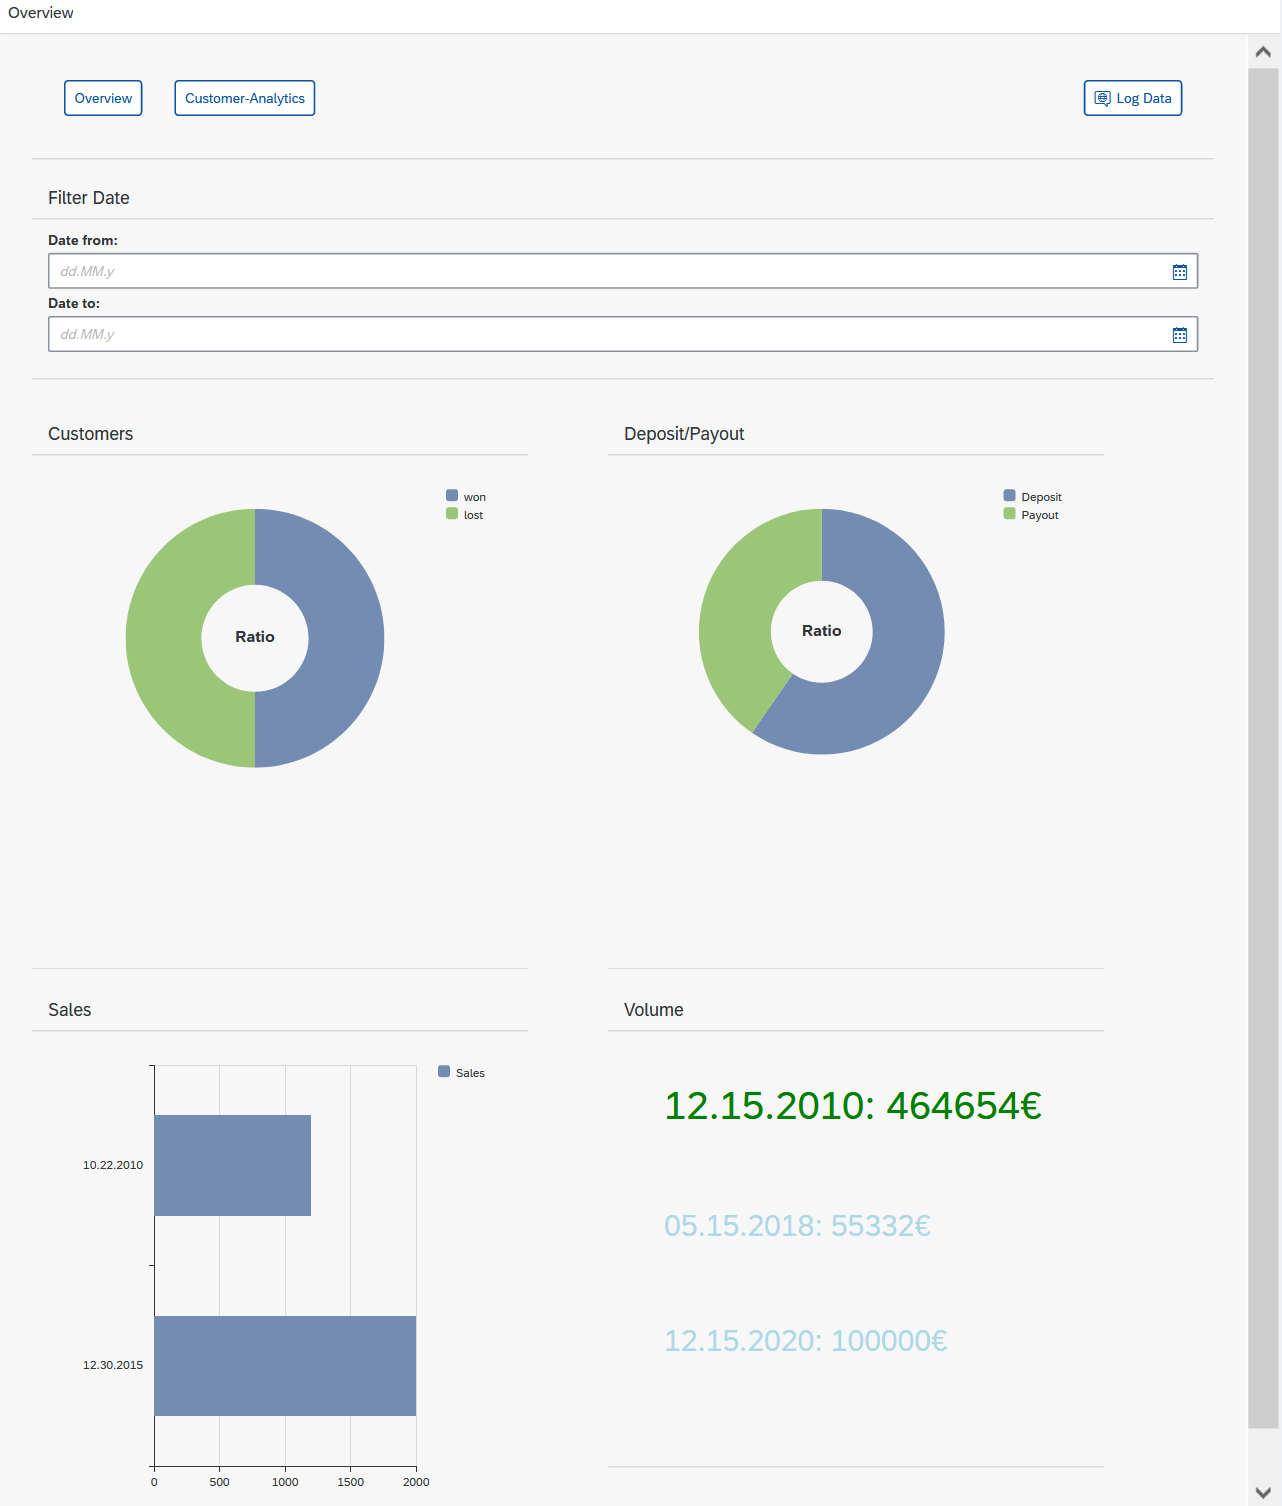 Overview
Overview
Customer-Analytics
Log Data
Filter Date
Date from:
dd.MM.y
Date to:
dd.MM.y
Customers
won
lost
Ratio
Deposit/Payout
Deposit
Payout
Ratio
Sales
Sales
10.22.2010
12.30.2015
0 500 1000 1500 2000
Volume
12.15.2010: 464654€
05.15.2018: 55332€
12.15.2020: 100000€